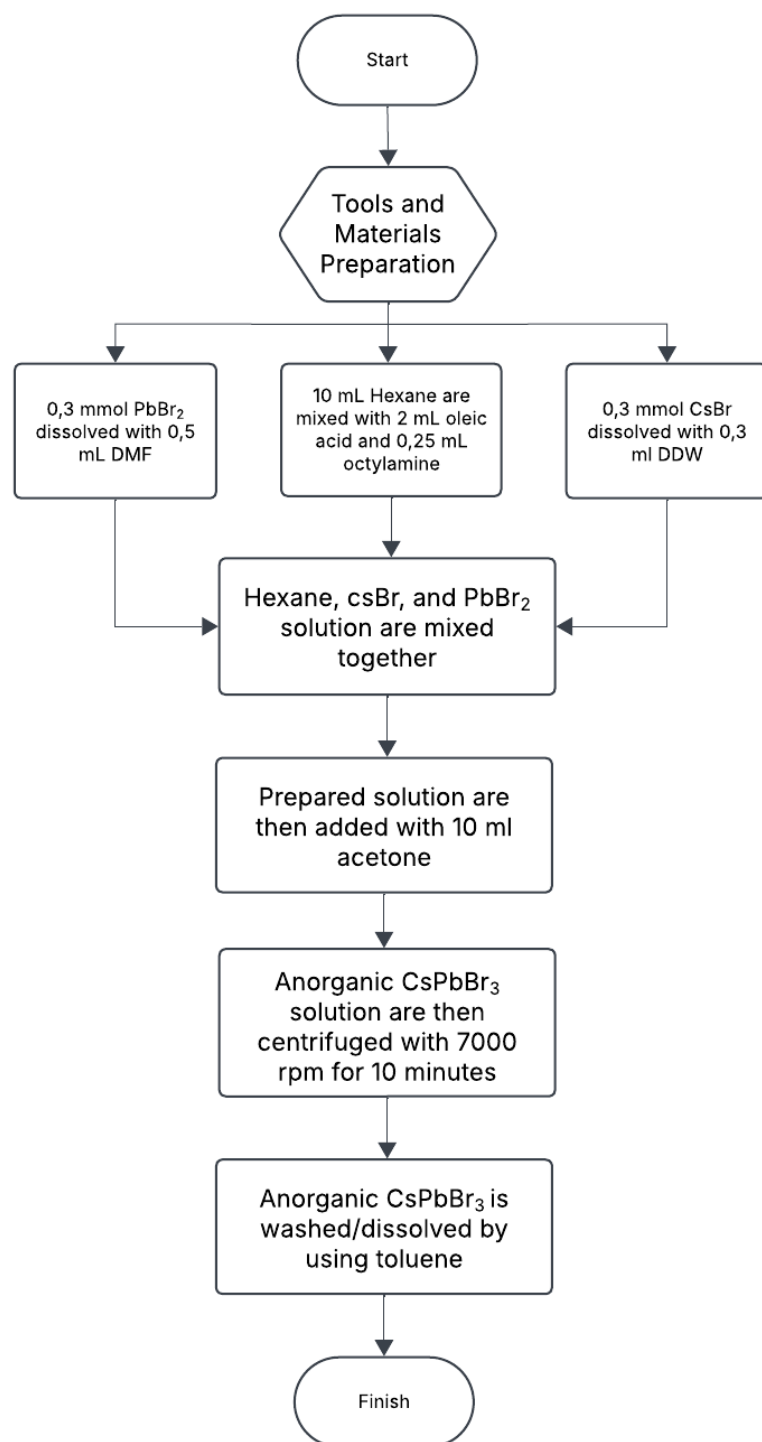 Start
Tools and
Materials
Preparation
0,3 mmol PbBr₂
dissolved with 0,5
mL DMF
10 mL Hexane are
mixed with 2 mL oleic
acid and 0,25 mL
octylamine
0,3 mmol CsBr
dissolved with 0,3
ml DDW
Hexane, csBr, and PbBr₂
solution are mixed
together
Prepared solution are
then added with 10 ml
acetone
Anorganic CsPbBr₃
solution are then
centrifuged with 7000
rpm for 10 minutes
Anorganic CsPbBr₃ is
washed/dissolved by
using toluene
Finish